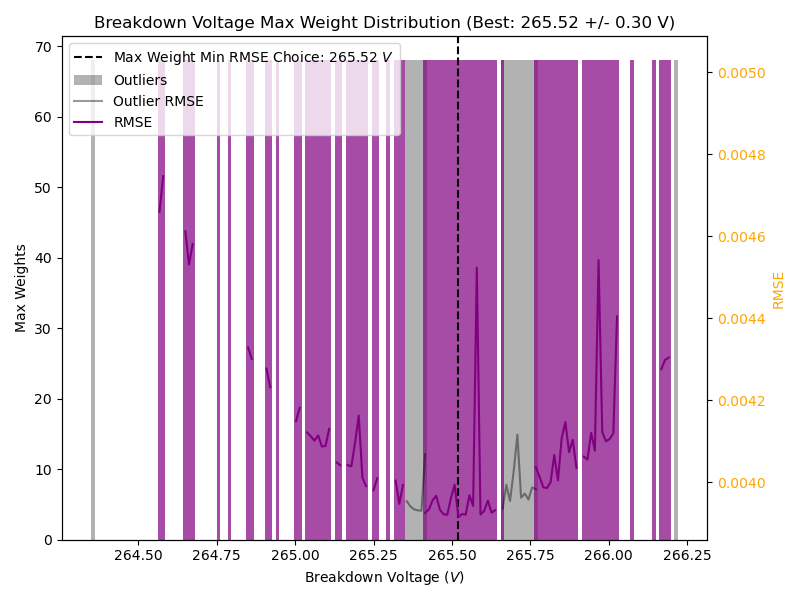 Breakdown Voltage Max Weight Distribution (Best: 265.52 +/- 0.30 V)
Max Weight Min RMSE Choice: 265.52 V
Outliers
Outlier RMSE
RMSE
Max Weights
70
60
50
40
30
20
10
0
RMSE
0.0050
0.0048
0.0046
0.0044
0.0042
0.0040
264.50 264.75 265.00 265.25 265.50 265.75 266.00 266.25
Breakdown Voltage (V)